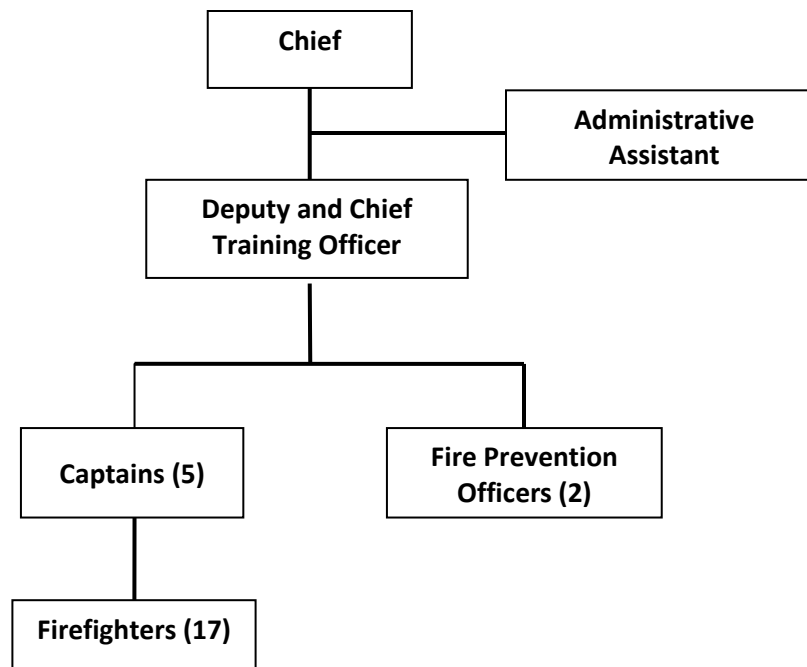 Chief
Administrative
Assistant
Deputy and Chief
Training Officer
Captains (5)
Fire Prevention
Officers (2)
Firefighters (17)